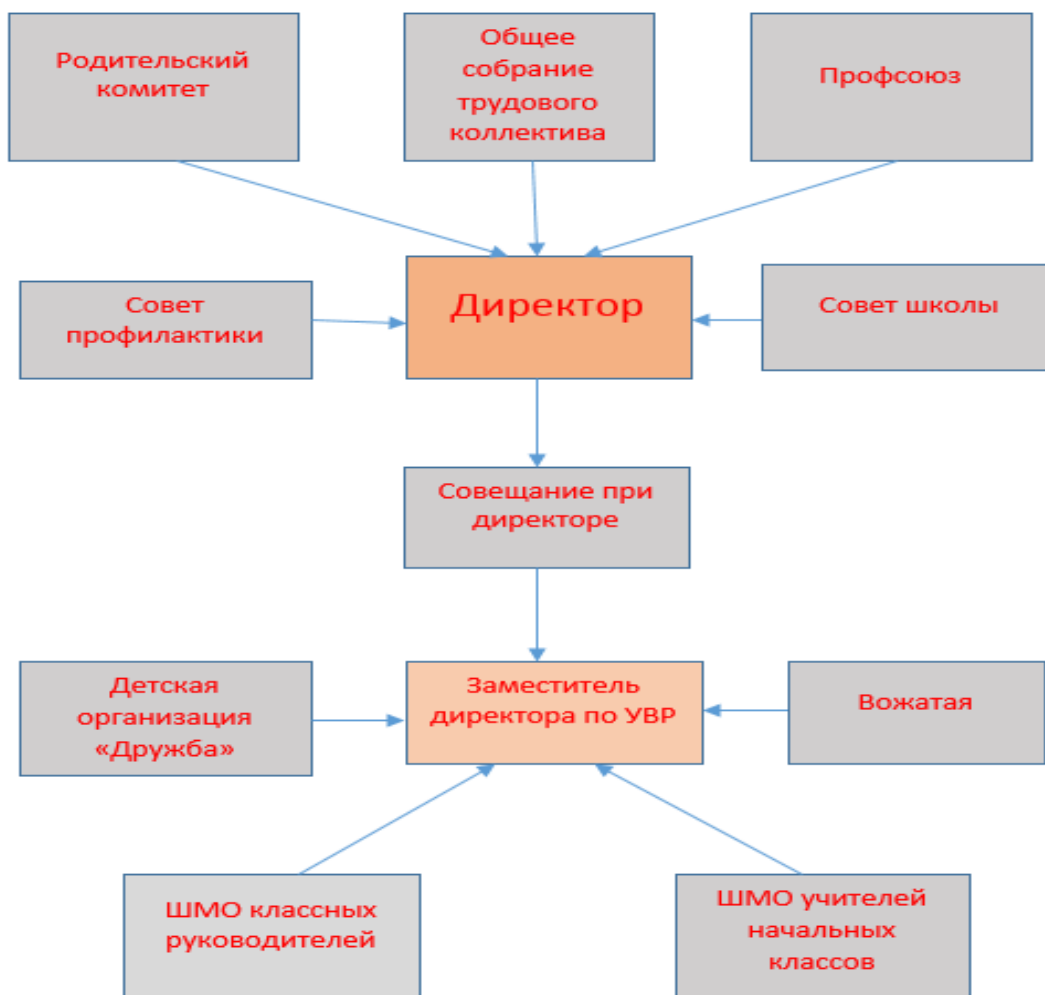 Родительский
комитет
Общее
собрание
трудового
коллектива
Профсоюз
Совет
профилактики
Директор
Совет школы
Совещание при
директоре
Детская
организация
«Дружба»
Заместитель
директора по УВР
Вожатая
ШМО классных
руководителей
ШМО учителей
начальных
классов